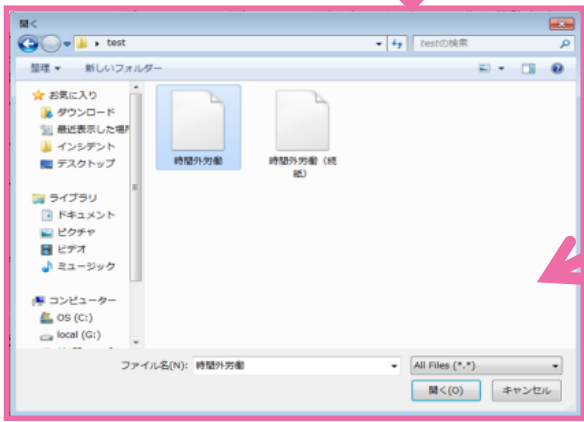 開く
test
testの検索
整理
新しいフォルダー
お気に入り
ダウンロード
最近表示した場所
インシデント
デスクトップ
ライブラリ
ドキュメント
ピクチャ
ビデオ
ミュージック
コンピューター
OS (C:)
local (G:)
時間外労働
時間外労働（続
紙）
ファイル名(N): 時間外労働
All Files (*.*)
開く(O)
キャンセル